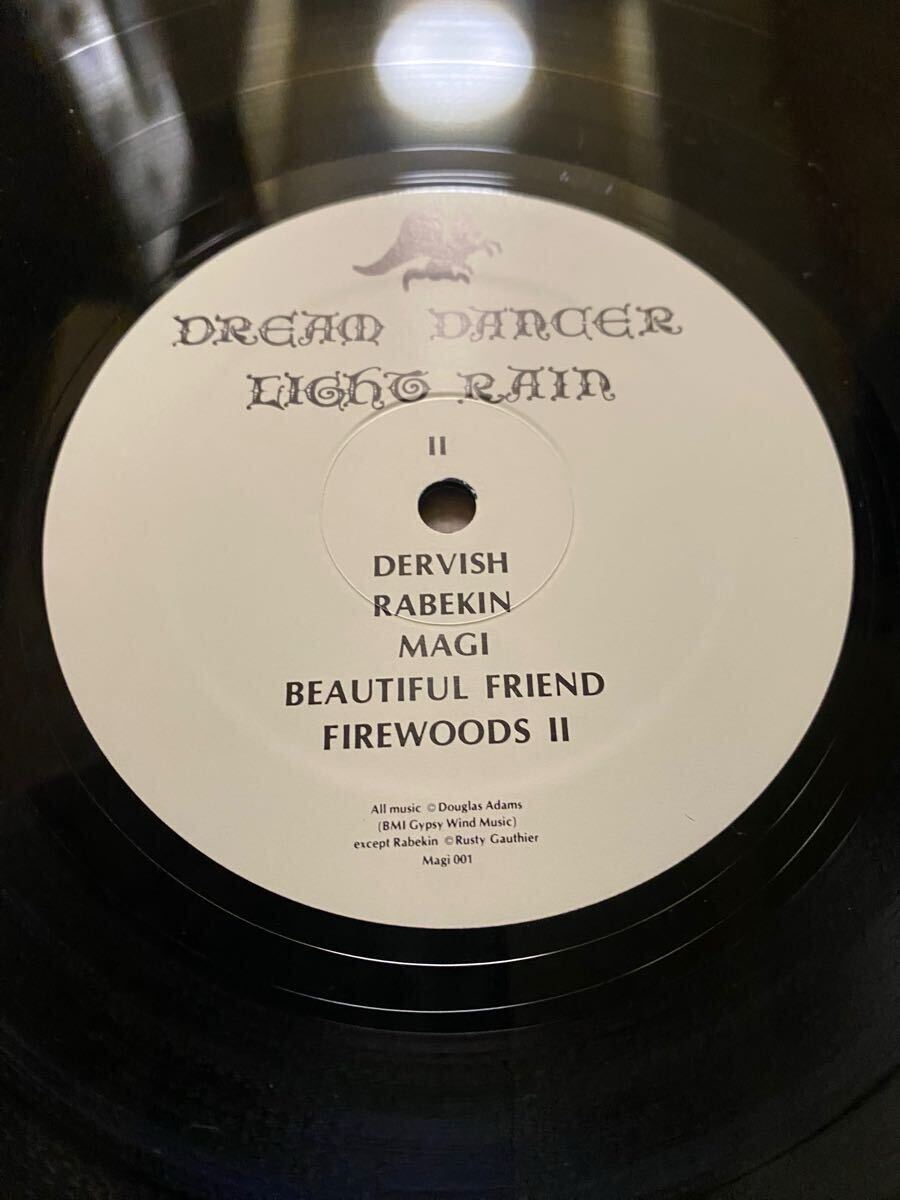 DREAM DANCER
LIGHT RAIN
II
DERVISH
RABEKIN
MAGI
BEAUTIFUL FRIEND
FIREWOODS II
All music © Douglas Adams
(BMI Gypsy Wind Music)
except Rabekin © Rusty Gauthier
Magi 001